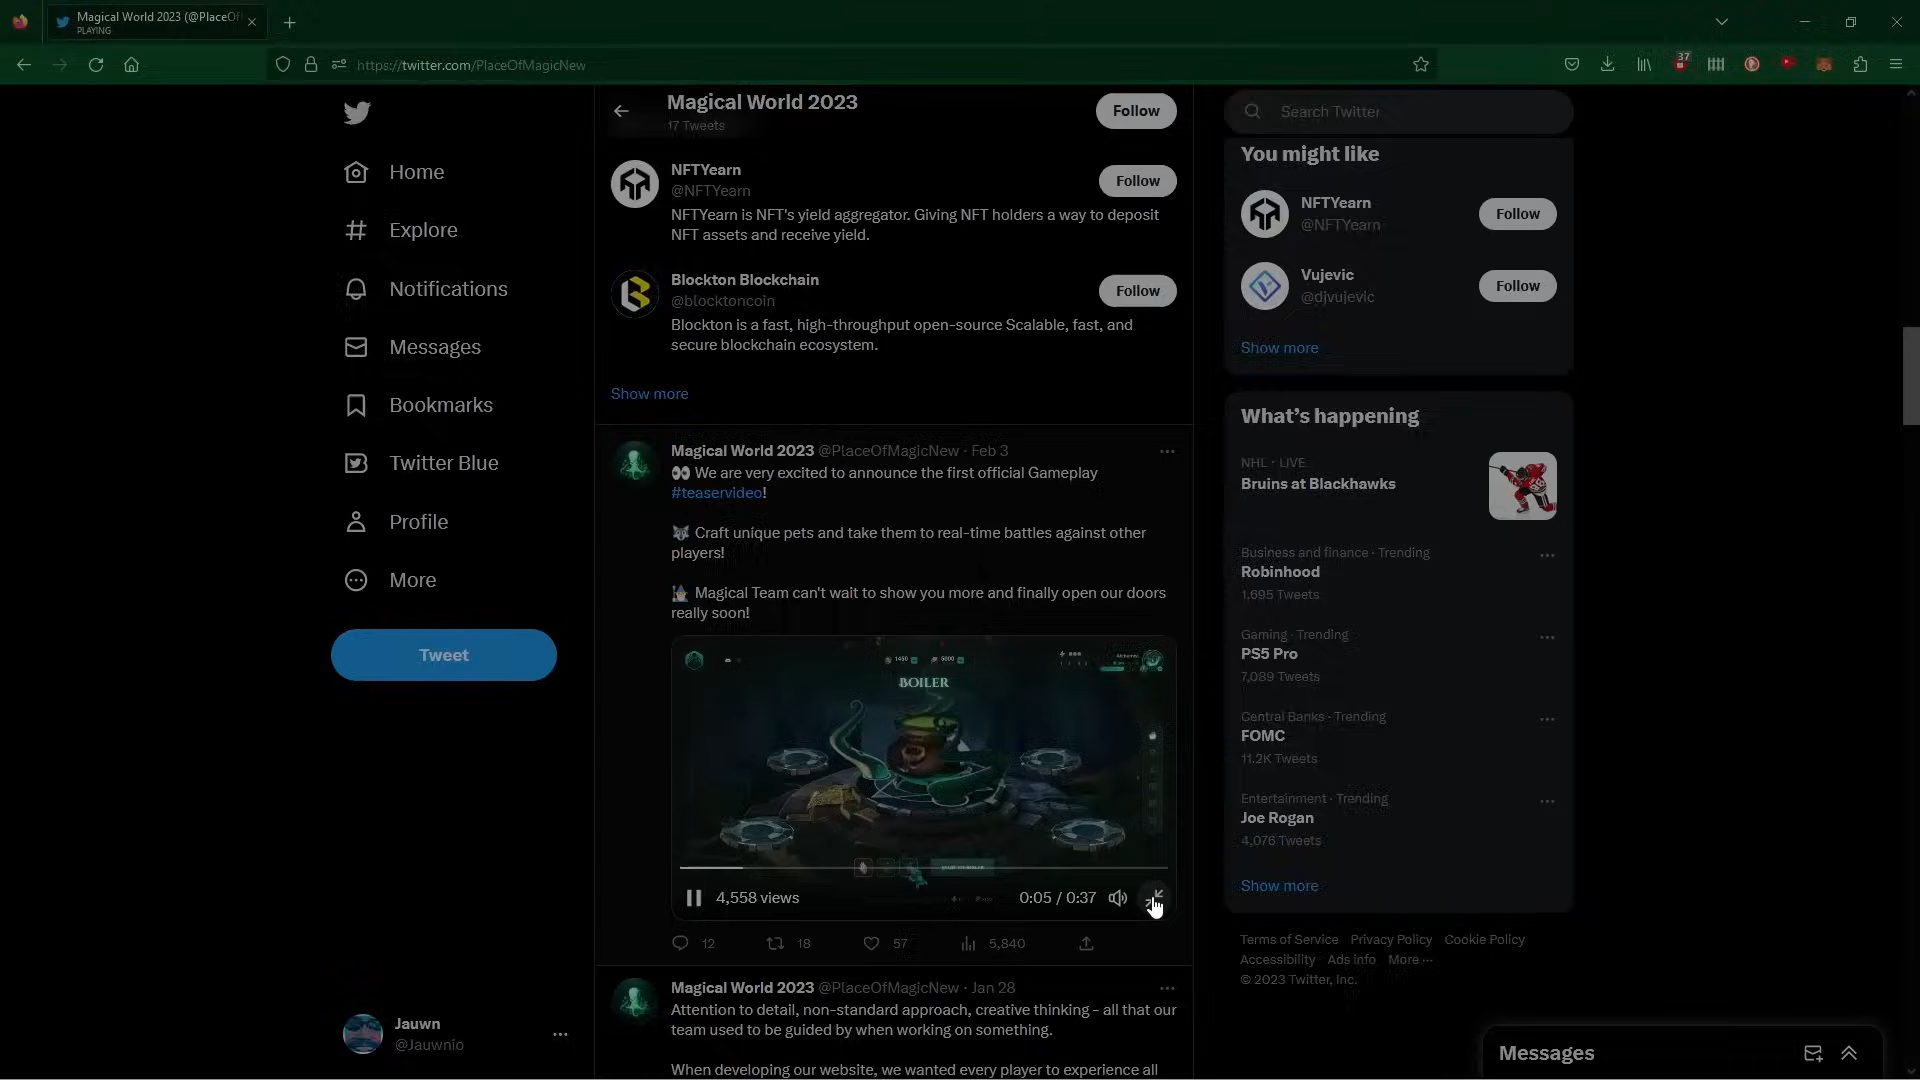 Magical World 2023 (@PlaceOf
PLAYING
https://twitter.com/PlaceOfMagicNew
37
Home
Explore
Notifications
Messages
Bookmarks
Twitter Blue
Profile
More
Tweet
Jauwn
@Jauwnio
Magical World 2023
17 Tweets
Follow
NFTYearn
@NFTYearn
Follow
NFTYearn is NFT's yield aggregator. Giving NFT holders a way to deposit
NFT assets and receive yield.
Blockton Blockchain
@blocktoncoin
Follow
Blockton is a fast, high-throughput open-source Scalable, fast, and
secure blockchain ecosystem.
Show more
Magical World 2023 @PlaceOfMagicNew · Feb 3
👀 We are very excited to announce the first official Gameplay
#teaservideo!
🐺 Craft unique pets and take them to real-time battles against other
players!
🧙 Magical Team can't wait to show you more and finally open our doors
really soon!
1450
5000
Alchemist
BOILER
4,558 views
0:05 / 0:37
12
18
57
5,840
Magical World 2023 @PlaceOfMagicNew · Jan 28
Attention to detail, non-standard approach, creative thinking - all that our
team used to be guided by when working on something.
When developing our website, we wanted every player to experience all
Search Twitter
You might like
NFTYearn
@NFTYearn
Follow
Vujevic
@djvujevic
Follow
Show more
What's happening
NHL · LIVE
Bruins at Blackhawks
Business and finance · Trending
Robinhood
1,695 Tweets
Gaming · Trending
PS5 Pro
7,089 Tweets
Central Banks · Trending
FOMC
11.2K Tweets
Entertainment · Trending
Joe Rogan
4,076 Tweets
Show more
Terms of Service Privacy Policy Cookie Policy
Accessibility Ads info More ···
© 2023 Twitter, Inc.
Messages